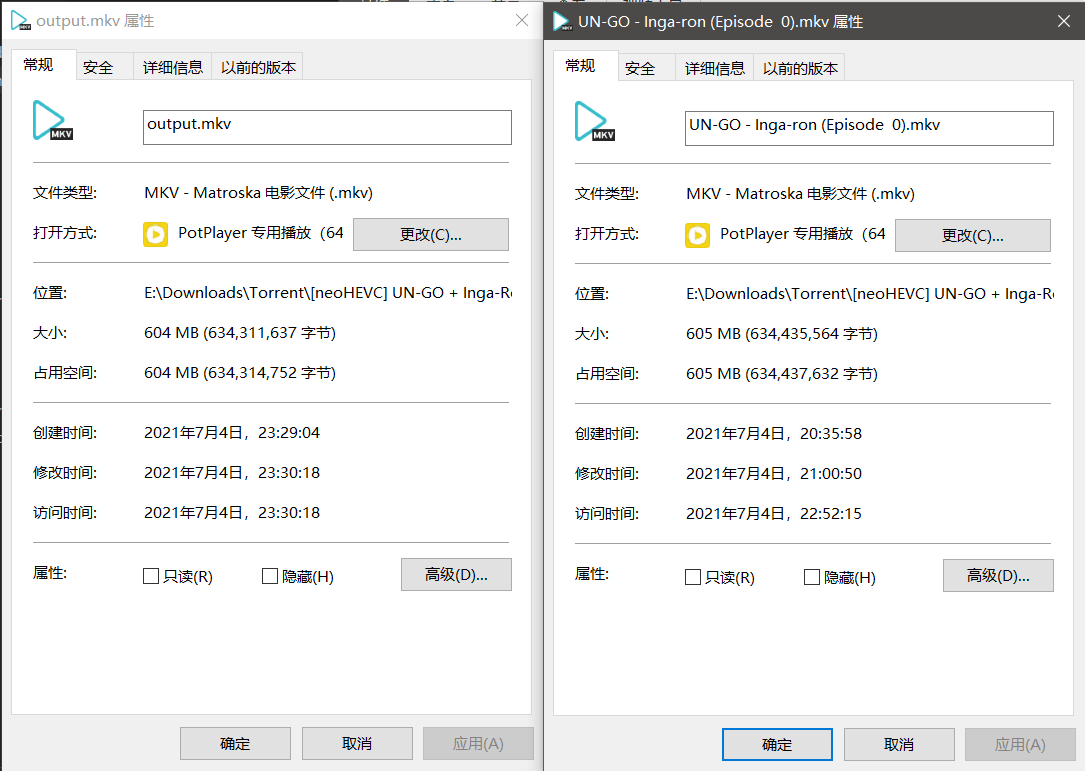 output.mkv 属性
常规 安全 详细信息 以前的版本
MKV
output.mkv
文件类型: MKV - Matroska 电影文件 (.mkv)
打开方式: PotPlayer 专用播放（64 更改(C)...
位置: E:\Downloads\Torrent\[neoHEVC] UN-GO + Inga-R
大小: 604 MB (634,311,637 字节)
占用空间: 604 MB (634,314,752 字节)
创建时间: 2021年7月4日，23:29:04
修改时间: 2021年7月4日，23:30:18
访问时间: 2021年7月4日，23:30:18
属性: 只读(R) 隐藏(H) 高级(D)...
确定 取消 应用(A)
UN-GO - Inga-ron (Episode  0).mkv 属性
常规 安全 详细信息 以前的版本
MKV
UN-GO - Inga-ron (Episode  0).mkv
文件类型: MKV - Matroska 电影文件 (.mkv)
打开方式: PotPlayer 专用播放（64 更改(C)...
位置: E:\Downloads\Torrent\[neoHEVC] UN-GO + Inga-R
大小: 605 MB (634,435,564 字节)
占用空间: 605 MB (634,437,632 字节)
创建时间: 2021年7月4日，20:35:58
修改时间: 2021年7月4日，21:00:50
访问时间: 2021年7月4日，22:52:15
属性: 只读(R) 隐藏(H) 高级(D)...
确定 取消 应用(A)